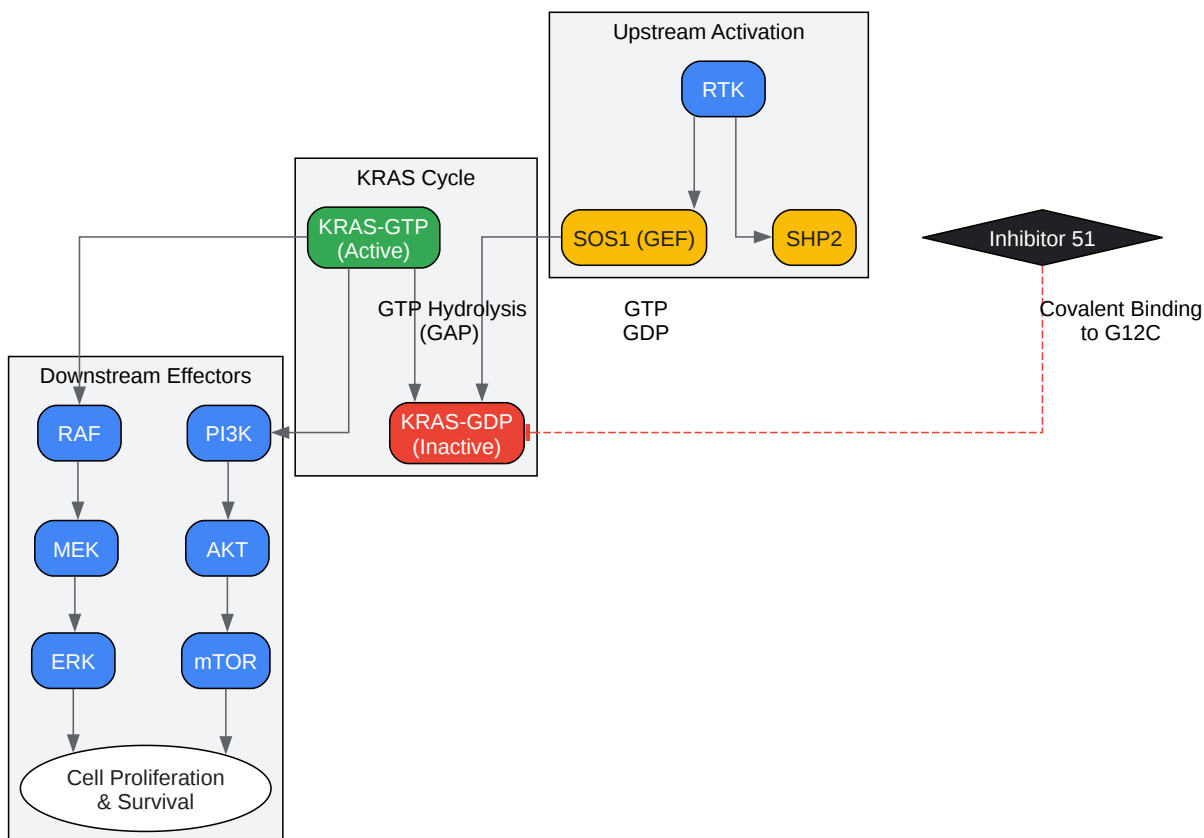 Upstream Activation
RTK
KRAS Cycle
KRAS-GTP
(Active)
SOS1 (GEF)
SHP2
Inhibitor 51
GTP Hydrolysis
(GAP)
GTP
GDP
Covalent Binding
to G12C
Downstream Effectors
RAF
PI3K
KRAS-GDP
(Inactive)
MEK
AKT
ERK
mTOR
Cell Proliferation
& Survival